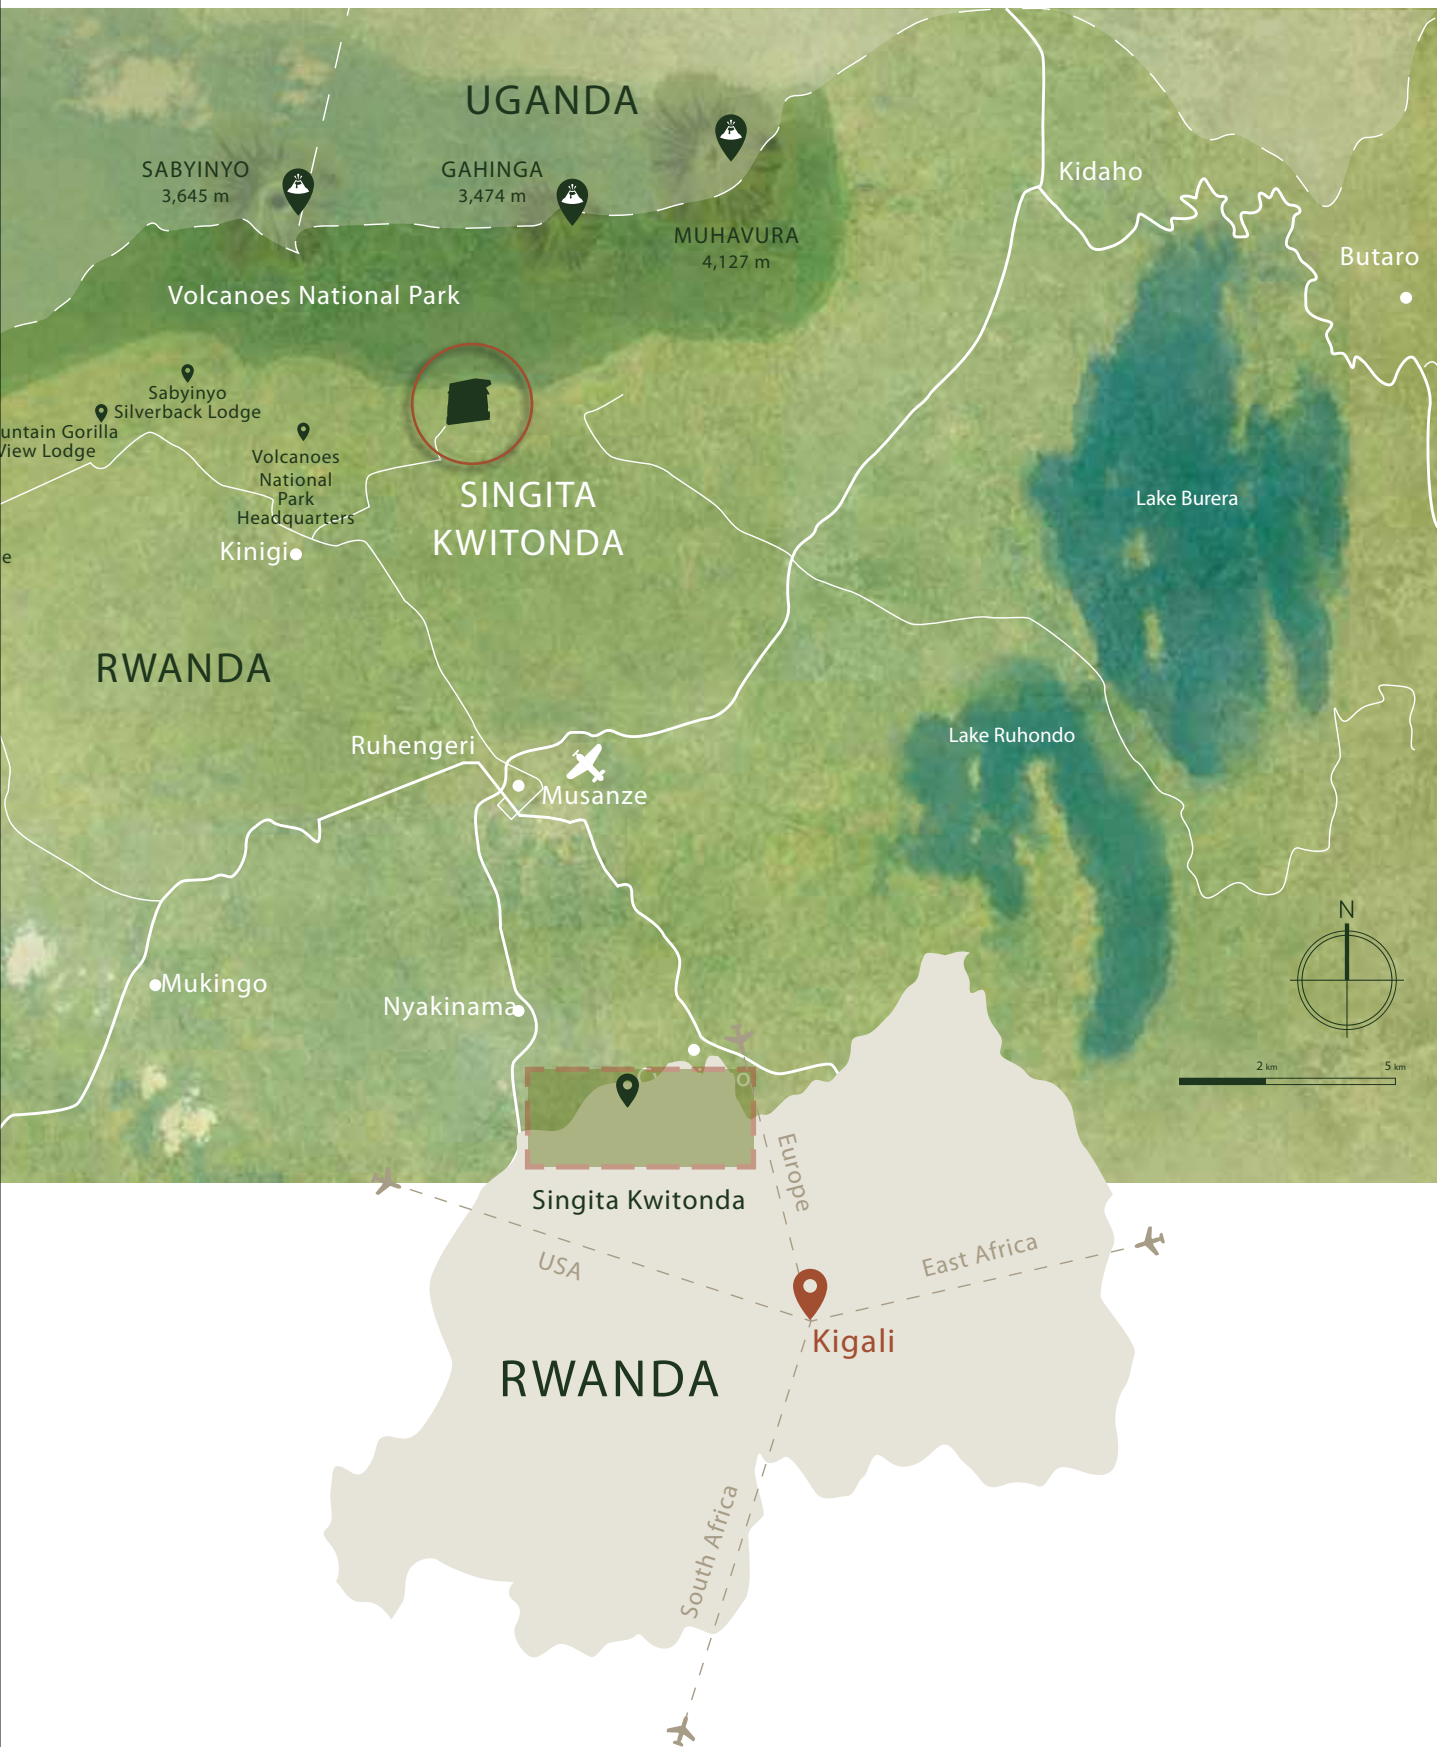 UGANDA
SABYINYO
3,645 m
GAHINGA
3,474 m
MUHAVURA
4,127 m
Kidaho
Butaro
Volcanoes National Park
Sabyinyo
Silverback Lodge
untain Gorilla
View Lodge
Volcanoes
National
Park
Headquarters
SINGITA
KWITONDA
Lake Burera
Kinigi
e
RWANDA
Ruhengeri
Musanze
Lake Ruhondo
N
Mukingo
Nyakinama
2 km
5 km
Singita Kwitonda
Europe
USA
East Africa
Kigali
RWANDA
South Africa